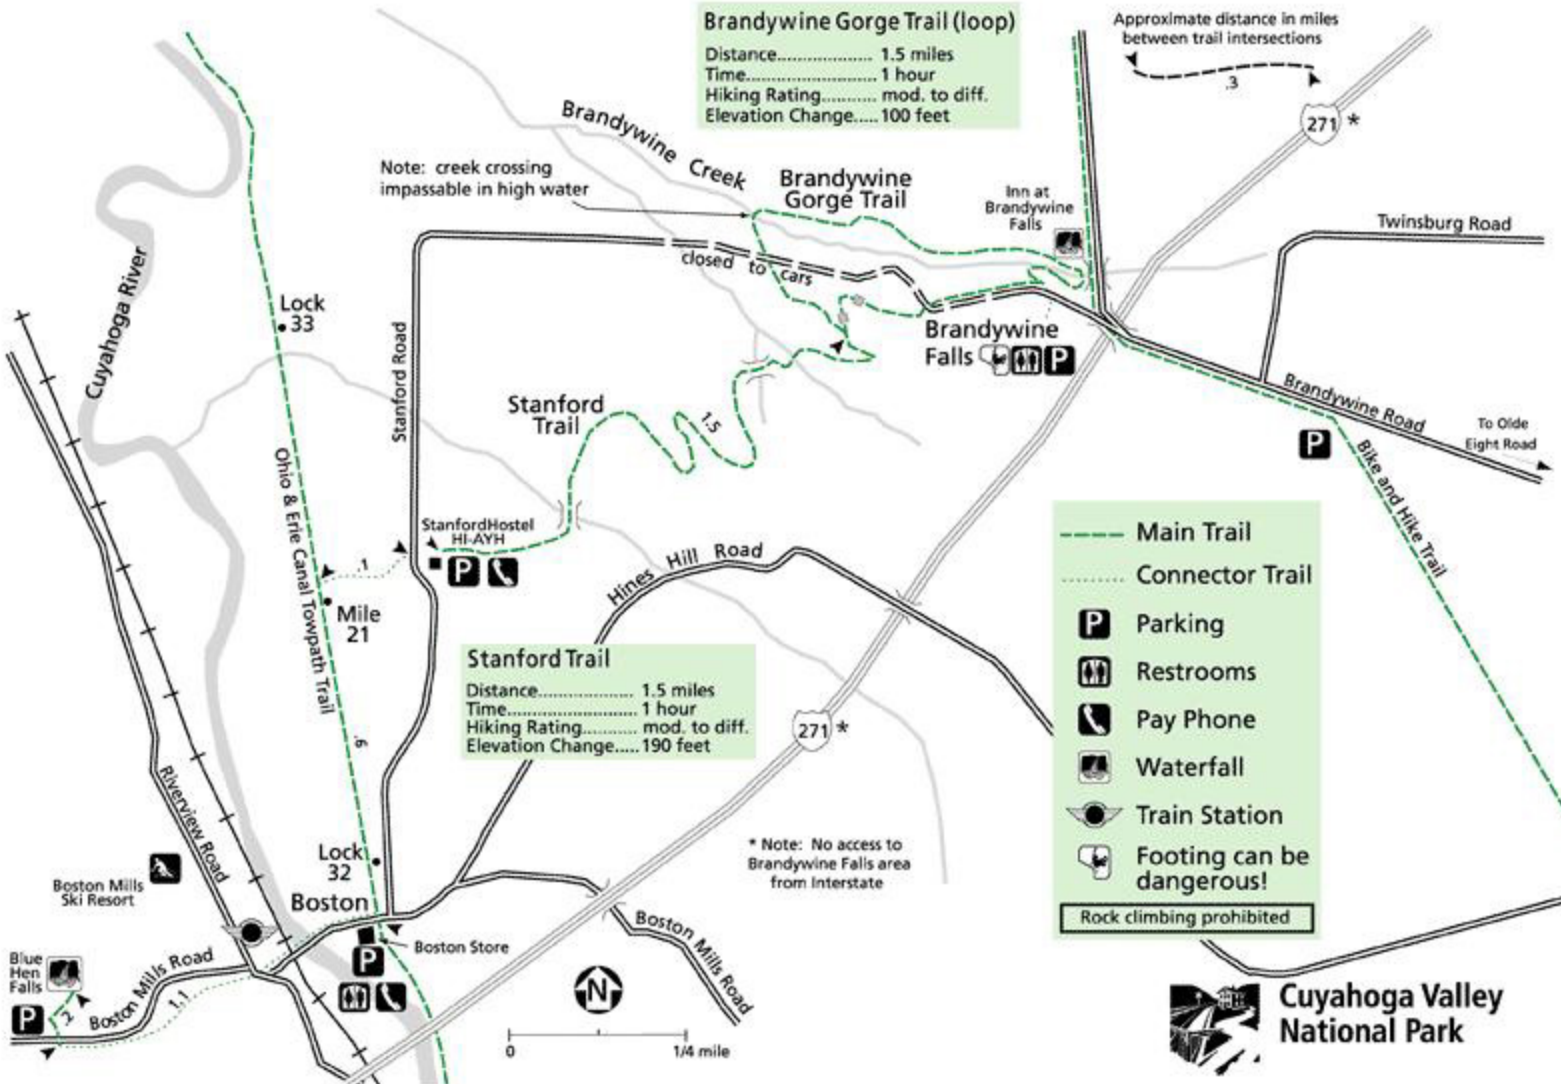 Brandywine Gorge Trail (loop)
Distance................... 1.5 miles
Time.......................... 1 hour
Hiking Rating........... mod. to diff.
Elevation Change..... 100 feet
Approximate distance in miles
between trail intersections
.3
271 *
Brandywine Creek
Note: creek crossing
impassable in high water
Brandywine
Gorge Trail
Inn at
Brandywine
Falls
Twinsburg Road
closed to cars
Cuyahoga River
Lock
33
Stanford Road
Brandywine
Falls
P
Stanford
Trail
1.5
Brandywine Road
To Olde
Eight Road
P
Bike and Hike Trail
Ohio & Erie Canal Towpath Trail
StanfordHostel
HI-AYH
P
.1
Mile
21
Hines Hill Road
Main Trail
Connector Trail
P Parking
Restrooms
Pay Phone
Waterfall
Train Station
Footing can be
dangerous!
Rock climbing prohibited
Stanford Trail
Distance................... 1.5 miles
Time.......................... 1 hour
Hiking Rating........... mod. to diff.
Elevation Change..... 190 feet
271 *
.6
Riverview Road
* Note: No access to
Brandywine Falls area
from Interstate
Lock
32
Boston Mills
Ski Resort
Boston
Boston Store
P
Boston Mills Road
Blue
Hen
Falls
P
.2
Boston Mills Road
1.1
N
0 1/4 mile
Cuyahoga Valley
National Park